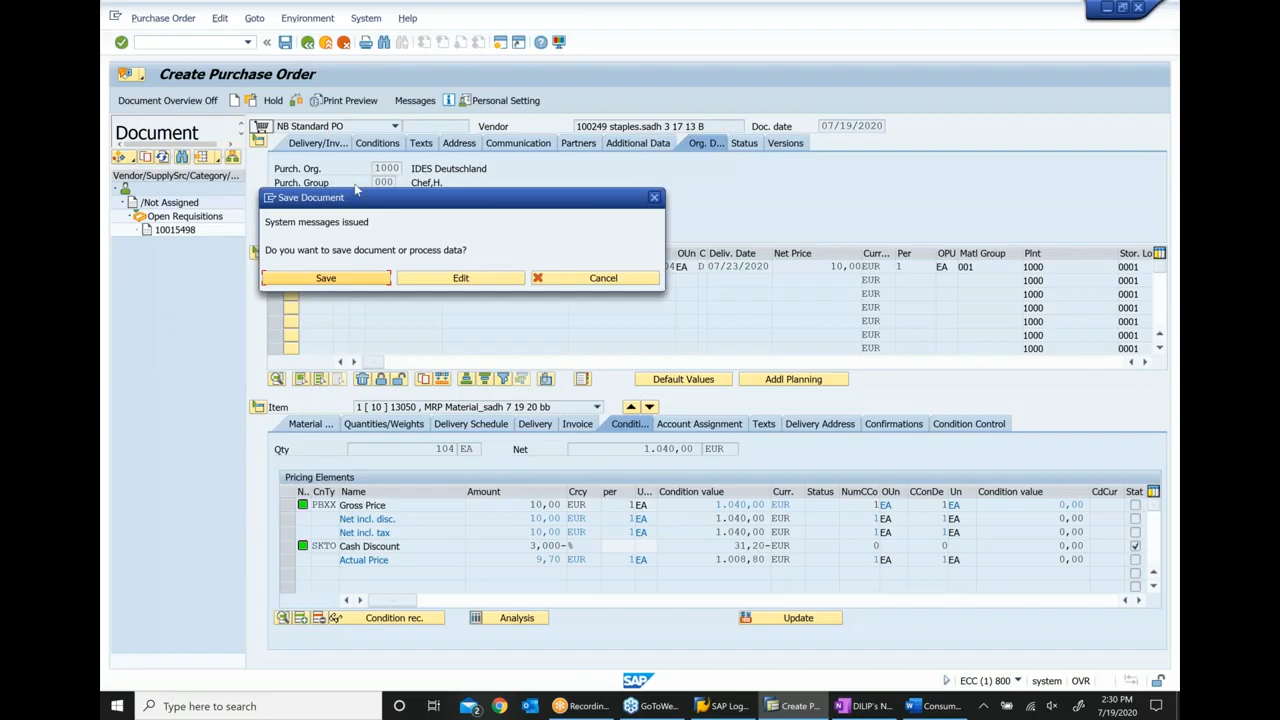 Purchase Order Edit Goto Environment System Help
Create Purchase Order
Document Overview Off Hold Print Preview Messages Personal Setting
Document
NB Standard PO Vendor 100249 staples.sadh 3 17 13 B Doc. date 07/19/2020
Delivery/Inv... Conditions Texts Address Communication Partners Additional Data Org. D... Status Versions
Vendor/SupplySrc/Category/...
/Not Assigned
Open Requisitions
10015498
Purch. Org. 1000 IDES Deutschland
Purch. Group 000 Chef,H.
Save Document
System messages issued
Do you want to save document or process data?
Save Edit Cancel
OUn C Deliv. Date Net Price Curr... Per OPU Matl Group Plnt Stor. Lo
EA D 07/23/2020 10,00 EUR 1 EA 001 1000 0001
EUR 1000 0001
EUR 1000 0001
EUR 1000 0001
EUR 1000 0001
EUR 1000 0001
EUR 1000 0001
Default Values Addl Planning
Item 1 [ 10 ] 13050 , MRP Material_sadh 7 19 20 bb
Material ... Quantities/Weights Delivery Schedule Delivery Invoice Conditi... Account Assignment Texts Delivery Address Confirmations Condition Control
Qty 104 EA Net 1.040,00 EUR
Pricing Elements
N.. CnTy Name Amount Crcy per U... Condition value Curr. Status NumCCo OUn CConDe Un Condition value CdCur Stat
PBXX Gross Price 10,00 EUR 1 EA 1.040,00 EUR 1 EA 1 EA 0,00
Net incl. disc. 10,00 EUR 1 EA 1.040,00 EUR 1 EA 1 EA 0,00
Net incl. tax 10,00 EUR 1 EA 1.040,00 EUR 1 EA 1 EA 0,00
SKTO Cash Discount 3,000- % 31,20- EUR 0 0 0,00
Actual Price 9,70 EUR 1 EA 1.008,80 EUR 1 EA 1 EA 0,00
Condition rec. Analysis Update
SAP ECC (1) 800 system OVR
Type here to search 2 Recordin... GoToWe... SAP Log... Create P... DILIP's N... Consum... 2:30 PM
7/19/2020